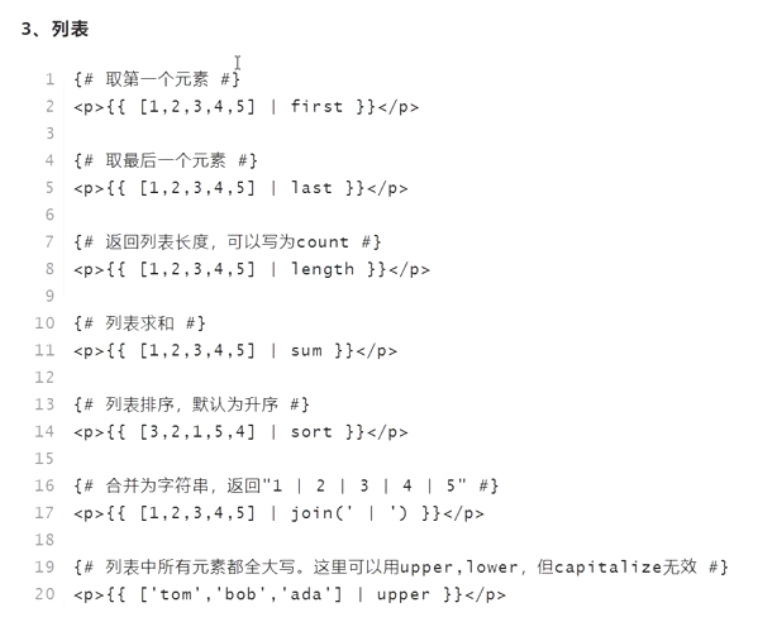 3、列表
1 {# 取第一个元素 #}
2 <p>{{ [1,2,3,4,5] | first }}</p>
3
4 {# 取最后一个元素 #}
5 <p>{{ [1,2,3,4,5] | last }}</p>
6
7 {# 返回列表长度，可以写为count #}
8 <p>{{ [1,2,3,4,5] | length }}</p>
9
10 {# 列表求和 #}
11 <p>{{ [1,2,3,4,5] | sum }}</p>
12
13 {# 列表排序，默认为升序 #}
14 <p>{{ [3,2,1,5,4] | sort }}</p>
15
16 {# 合并为字符串，返回"1 | 2 | 3 | 4 | 5" #}
17 <p>{{ [1,2,3,4,5] | join(' | ') }}</p>
18
19 {# 列表中所有元素都全大写。这里可以用upper,lower，但capitalize无效 #}
20 <p>{{ ['tom','bob','ada'] | upper }}</p>